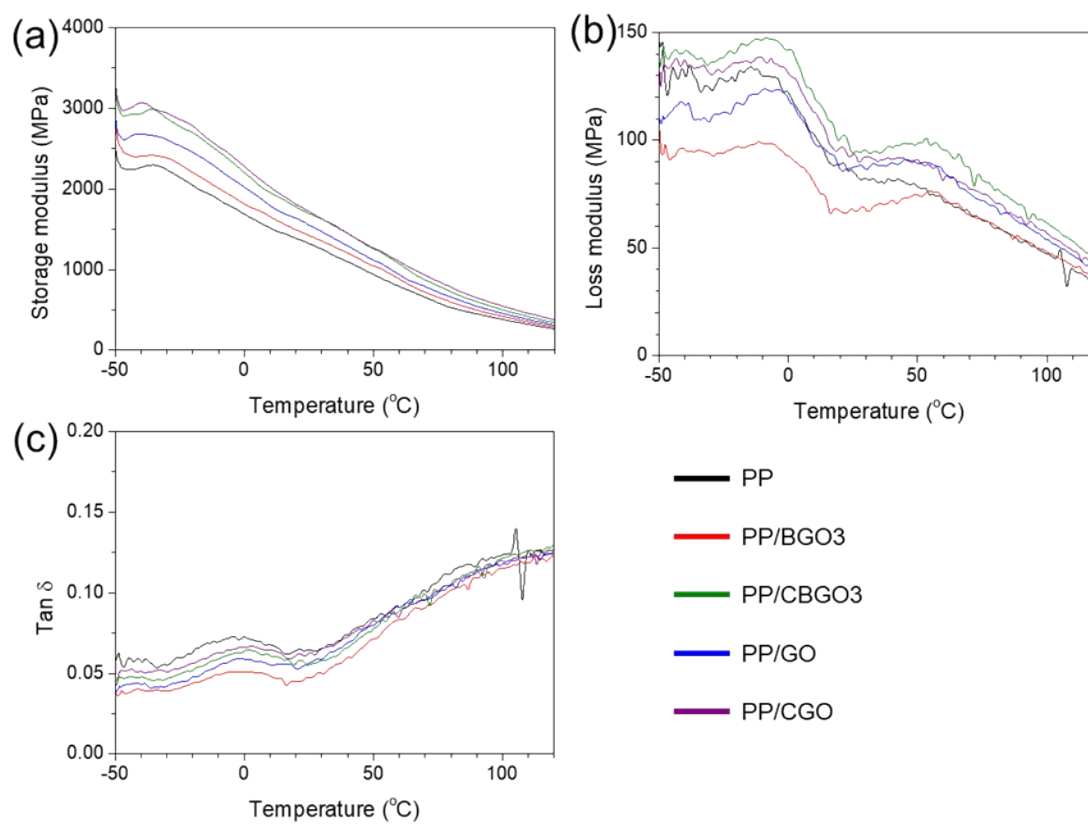 (a)
4000
3000
2000
1000
0
Storage modulus (MPa)
-50 0 50 100
Temperature (°C)
(b)
150
100
50
0
Loss modulus (MPa)
-50 0 50 100
Temperature (°C)
(c)
0.20
0.15
0.10
0.05
0.00
Tan δ
-50 0 50 100
Temperature (°C)
PP
PP/BGO3
PP/CBGO3
PP/GO
PP/CGO